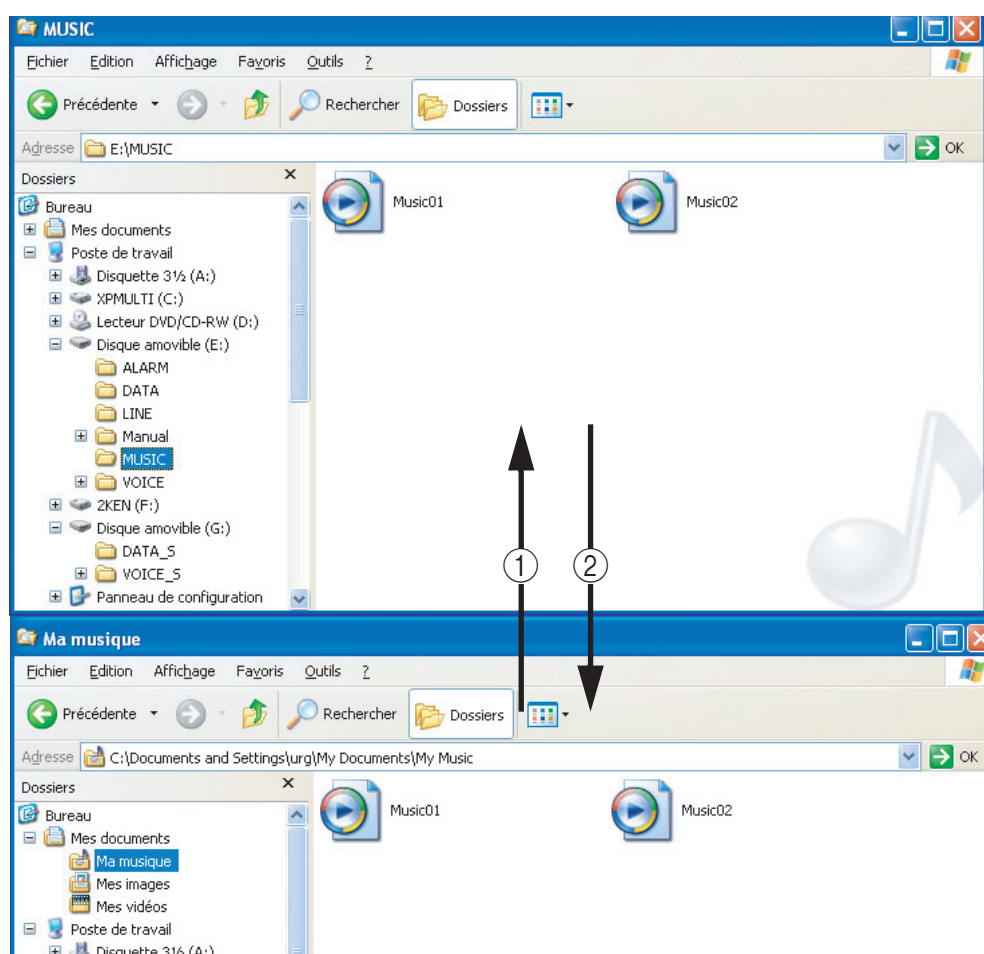 MUSIC
Fichier Edition Affichage Favoris Outils ?
Précédente Rechercher Dossiers
Adresse E:\MUSIC OK
Dossiers
Bureau
Mes documents
Poste de travail
Disquette 3½ (A:)
XPMULTI (C:)
Lecteur DVD/CD-RW (D:)
Disque amovible (E:)
ALARM
DATA
LINE
Manual
MUSIC
VOICE
2KEN (F:)
Disque amovible (G:)
DATA_S
VOICE_S
Panneau de configuration
Music01 Music02
① ②
Ma musique
Fichier Edition Affichage Favoris Outils ?
Précédente Rechercher Dossiers
Adresse C:\Documents and Settings\urg\My Documents\My Music OK
Dossiers
Bureau
Mes documents
Ma musique
Mes images
Mes vidéos
Poste de travail
Disquette 3½ (A:)
Music01 Music02